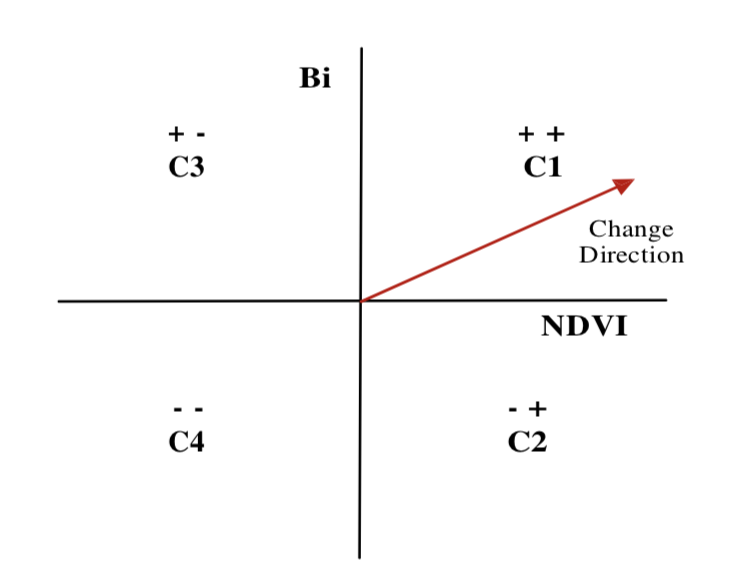 Bi
+ -
C3
+ +
C1
Change
Direction
NDVI
- -
C4
- +
C2